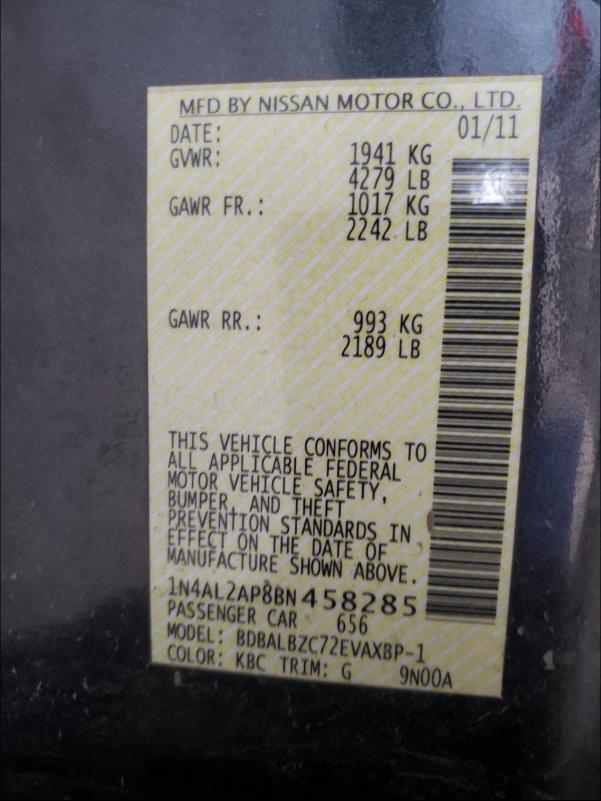 MFD BY NISSAN MOTOR CO., LTD.
DATE: 01/11
GVWR: 1941 KG
4279 LB
GAWR FR.: 1017 KG
2242 LB
GAWR RR.: 993 KG
2189 LB
THIS VEHICLE CONFORMS TO
ALL APPLICABLE FEDERAL
MOTOR VEHICLE SAFETY,
BUMPER, AND THEFT
PREVENTION STANDARDS IN
EFFECT ON THE DATE OF
MANUFACTURE SHOWN ABOVE.
1N4AL2AP8BN458285
PASSENGER CAR 656
MODEL: BDBALBZC72EVAXBP-1
COLOR: KBC TRIM: G 9N00A